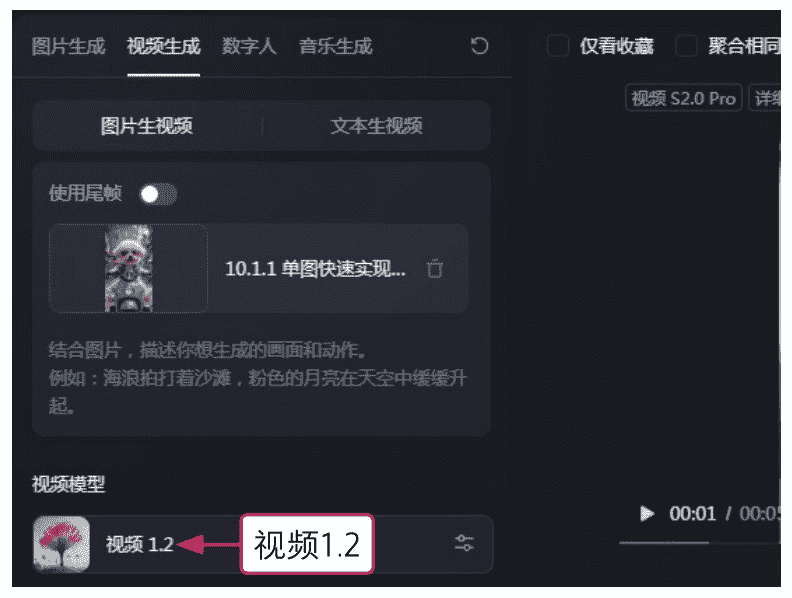 图片生成 视频生成 数字人 音乐生成
仅看收藏 聚合相同
视频 S2.0 Pro 详细
图片生视频 文本生视频
使用尾帧
10.1.1 单图快速实现...
结合图片，描述你想生成的画面和动作。
例如：海浪拍打着沙滩，粉色的月亮在天空中缓缓升
起。
视频模型
视频 1.2
视频1.2
00:01 / 00:05